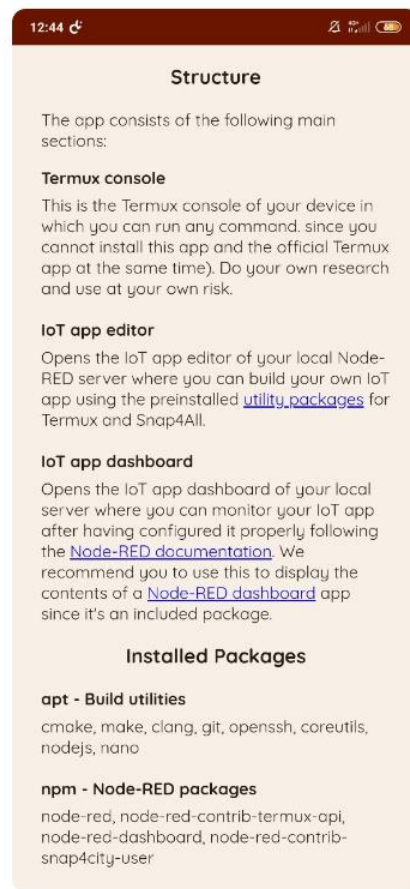 12:44
Structure
The app consists of the following main
sections:
Termux console
This is the Termux console of your device in
which you can run any command. since you
cannot install this app and the official Termux
app at the same time). Do your own research
and use at your own risk.
IoT app editor
Opens the IoT app editor of your local Node-
RED server where you can build your own IoT
app using the preinstalled utility packages for
Termux and Snap4All.
IoT app dashboard
Opens the IoT app dashboard of your local
server where you can monitor your IoT app
after having configured it properly following
the Node-RED documentation. We
recommend you to use this to display the
contents of a Node-RED dashboard app
since it's an included package.
Installed Packages
apt - Build utilities
cmake, make, clang, git, openssh, coreutils,
nodejs, nano
npm - Node-RED packages
node-red, node-red-contrib-termux-api,
node-red-dashboard, node-red-contrib-
snap4city-user